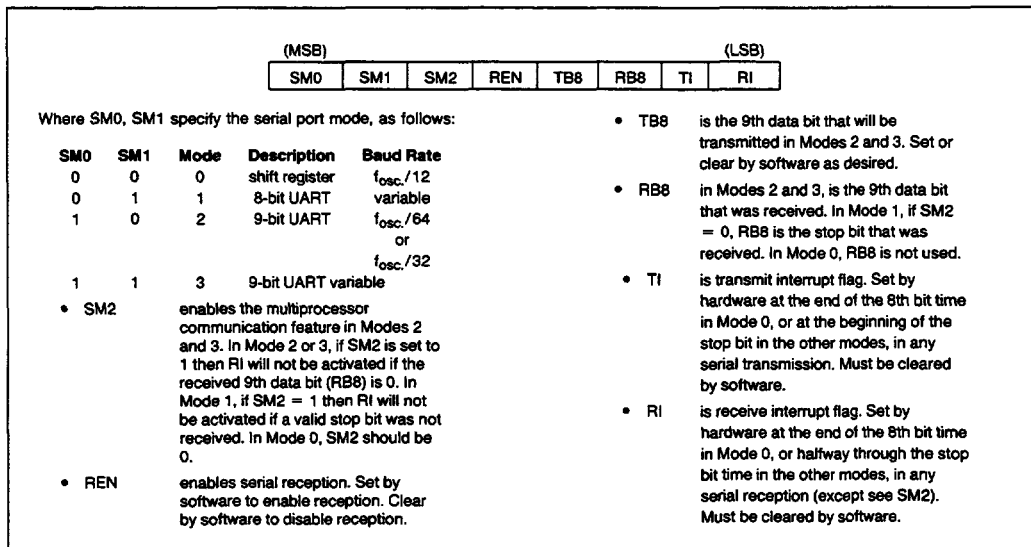 (MSB) (LSB)
SM0 SM1 SM2 REN TB8 RB8 TI RI
Where SM0, SM1 specify the serial port mode, as follows:
SM0 SM1 Mode Description Baud Rate
0 0 0 shift register fosc./12
0 1 1 8-bit UART variable
1 0 2 9-bit UART fosc./64
or
fosc./32
1 1 3 9-bit UART variable
• SM2 enables the multiprocessor
communication feature in Modes 2
and 3. In Mode 2 or 3, if SM2 is set to
1 then RI will not be activated if the
received 9th data bit (RB8) is 0. In
Mode 1, if SM2 = 1 then RI will not
be activated if a valid stop bit was not
received. In Mode 0, SM2 should be
0.
• REN enables serial reception. Set by
software to enable reception. Clear
by software to disable reception.
• TB8 is the 9th data bit that will be
transmitted in Modes 2 and 3. Set or
clear by software as desired.
• RB8 in Modes 2 and 3, is the 9th data bit
that was received. In Mode 1, if SM2
= 0, RB8 is the stop bit that was
received. In Mode 0, RB8 is not used.
• TI is transmit interrupt flag. Set by
hardware at the end of the 8th bit time
in Mode 0, or at the beginning of the
stop bit in the other modes, in any
serial transmission. Must be cleared
by software.
• RI is receive interrupt flag. Set by
hardware at the end of the 8th bit time
in Mode 0, or halfway through the stop
bit time in the other modes, in any
serial reception (except see SM2).
Must be cleared by software.